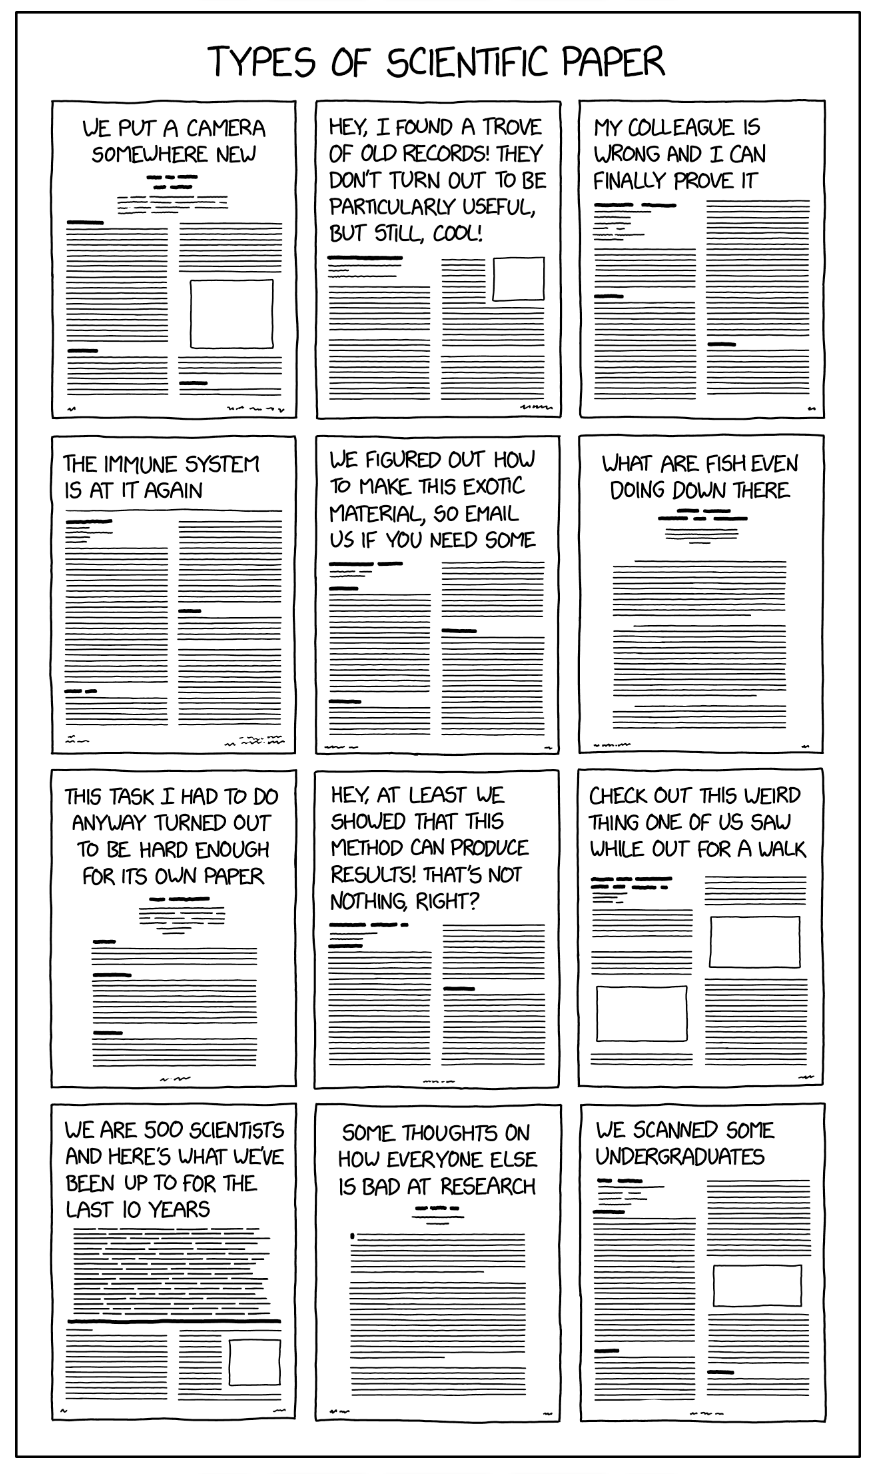 TYPES OF SCIENTIFIC PAPER
WE PUT A CAMERA
SOMEWHERE NEW
HEY, I FOUND A TROVE
OF OLD RECORDS! THEY
DON'T TURN OUT TO BE
PARTICULARLY USEFUL,
BUT STILL, COOL!
MY COLLEAGUE IS
WRONG AND I CAN
FINALLY PROVE IT
THE IMMUNE SYSTEM
IS AT IT AGAIN
WE FIGURED OUT HOW
TO MAKE THIS EXOTIC
MATERIAL, SO EMAIL
US IF YOU NEED SOME
WHAT ARE FISH EVEN
DOING DOWN THERE
THIS TASK I HAD TO DO
ANYWAY TURNED OUT
TO BE HARD ENOUGH
FOR ITS OWN PAPER
HEY, AT LEAST WE
SHOWED THAT THIS
METHOD CAN PRODUCE
RESULTS! THAT'S NOT
NOTHING, RIGHT?
CHECK OUT THIS WEIRD
THING ONE OF US SAW
WHILE OUT FOR A WALK
WE ARE 500 SCIENTISTS
AND HERE'S WHAT WE'VE
BEEN UP TO FOR THE
LAST 10 YEARS
SOME THOUGHTS ON
HOW EVERYONE ELSE
IS BAD AT RESEARCH
WE SCANNED SOME
UNDERGRADUATES